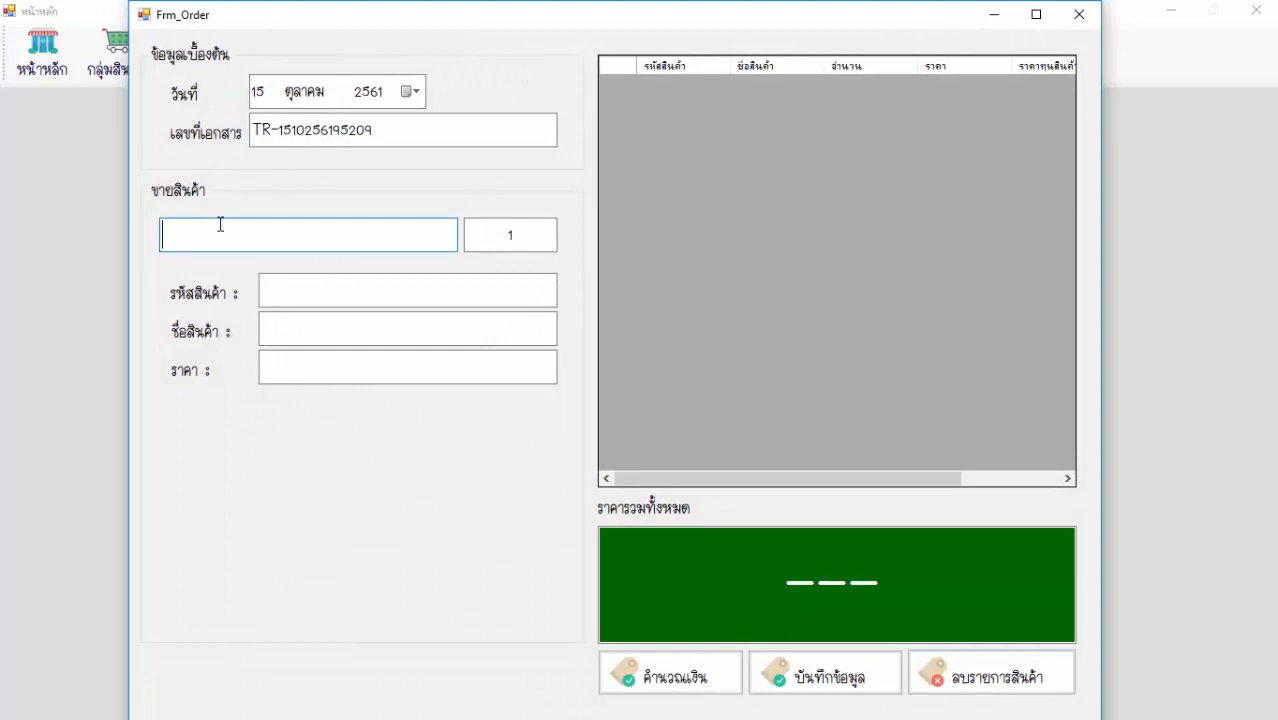 หน้าหลัก
Frm_Order
หน้าหลัก
กลุ่มสิน
ข้อมูลเบื้องต้น
วันที่ 15 ตุลาคม 2561
เลขที่เอกสาร TR-1510256195209
ขายสินค้า
1
รหัสสินค้า :
ชื่อสินค้า :
ราคา :
รหัสสินค้า ชื่อสินค้า จำนวน ราคา ราคาทุนสินค้า
ราคารวมทั้งหมด
---
คำนวณเงิน บันทึกข้อมูล ลบรายการสินค้า